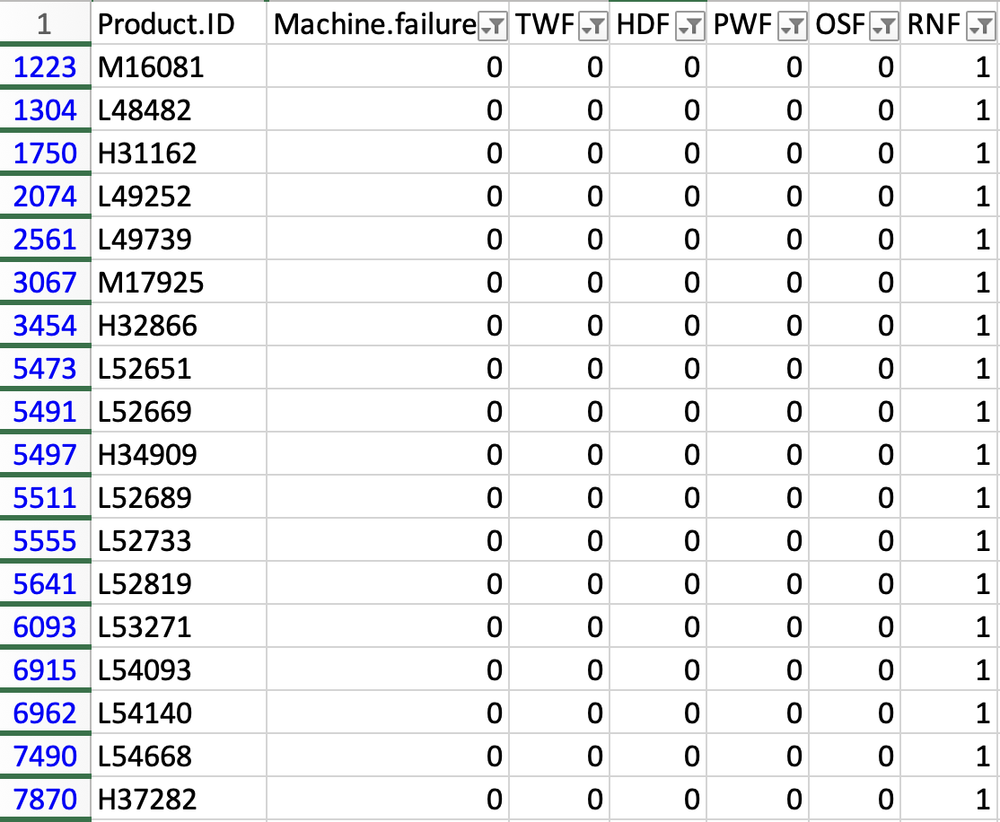 1 Product.ID Machine.failure TWF HDF PWF OSF RNF
1223 M16081 0 0 0 0 0 1
1304 L48482 0 0 0 0 0 1
1750 H31162 0 0 0 0 0 1
2074 L49252 0 0 0 0 0 1
2561 L49739 0 0 0 0 0 1
3067 M17925 0 0 0 0 0 1
3454 H32866 0 0 0 0 0 1
5473 L52651 0 0 0 0 0 1
5491 L52669 0 0 0 0 0 1
5497 H34909 0 0 0 0 0 1
5511 L52689 0 0 0 0 0 1
5555 L52733 0 0 0 0 0 1
5641 L52819 0 0 0 0 0 1
6093 L53271 0 0 0 0 0 1
6915 L54093 0 0 0 0 0 1
6962 L54140 0 0 0 0 0 1
7490 L54668 0 0 0 0 0 1
7870 H37282 0 0 0 0 0 1